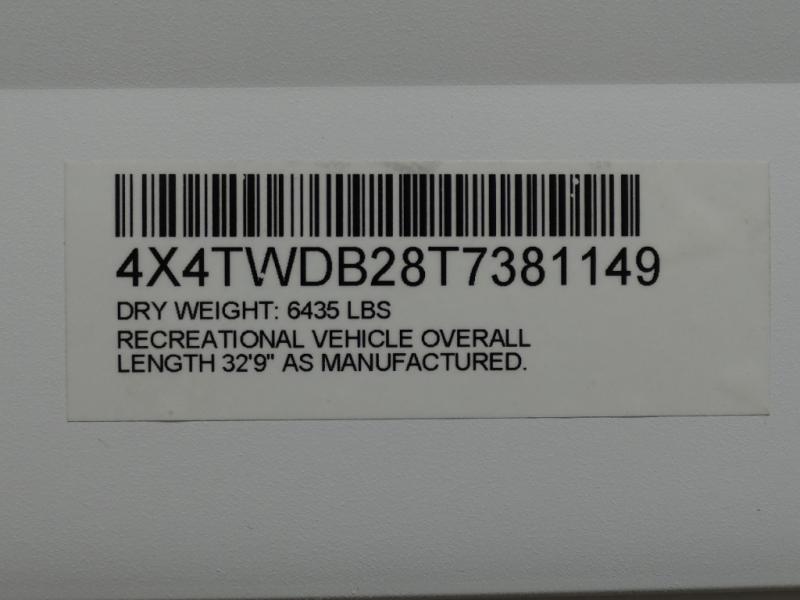 4X4TWDB28T7381149
DRY WEIGHT: 6435 LBS
RECREATIONAL VEHICLE OVERALL
LENGTH 32'9" AS MANUFACTURED.